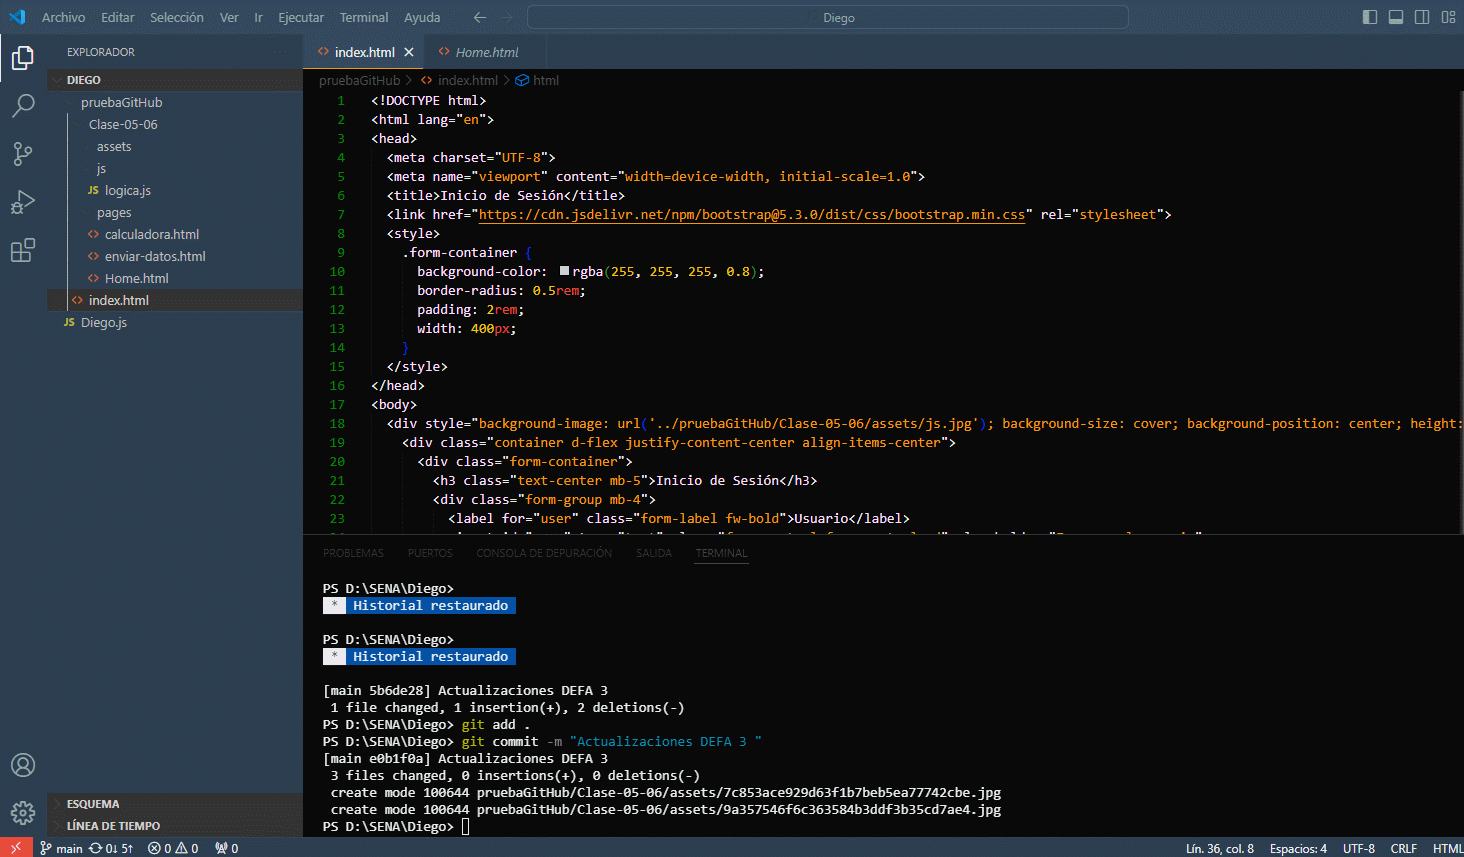 Archivo Editar Selección Ver Ir Ejecutar Terminal Ayuda
Diego
EXPLORADOR
DIEGO
pruebaGitHub
Clase-05-06
assets
js
JS logica.js
pages
<> calculadora.html
<> enviar-datos.html
<> Home.html
<> index.html
JS Diego.js
ESQUEMA
LÍNEA DE TIEMPO
<> index.html
<> Home.html
pruebaGitHub > <> index.html > html
1 <!DOCTYPE html>
2 <html lang="en">
3 <head>
4 <meta charset="UTF-8">
5 <meta name="viewport" content="width=device-width, initial-scale=1.0">
6 <title>Inicio de Sesión</title>
7 <link href="https://cdn.jsdelivr.net/npm/bootstrap@5.3.0/dist/css/bootstrap.min.css" rel="stylesheet">
8 <style>
9 .form-container {
10 background-color: rgba(255, 255, 255, 0.8);
11 border-radius: 0.5rem;
12 padding: 2rem;
13 width: 400px;
14 }
15 </style>
16 </head>
17 <body>
18 <div style="background-image: url('../pruebaGitHub/Clase-05-06/assets/js.jpg'); background-size: cover; background-position: center; height:
19 <div class="container d-flex justify-content-center align-items-center">
20 <div class="form-container">
21 <h3 class="text-center mb-5">Inicio de Sesión</h3>
22 <div class="form-group mb-4">
23 <label for="user" class="form-label fw-bold">Usuario</label>
PROBLEMAS PUERTOS CONSOLA DE DEPURACIÓN SALIDA TERMINAL
PS D:\SENA\Diego>
* Historial restaurado
PS D:\SENA\Diego>
* Historial restaurado
[main 5b6de28] Actualizaciones DEFA 3
1 file changed, 1 insertion(+), 2 deletions(-)
PS D:\SENA\Diego> git add .
PS D:\SENA\Diego> git commit -m "Actualizaciones DEFA 3 "
[main e0b1f0a] Actualizaciones DEFA 3
3 files changed, 0 insertions(+), 0 deletions(-)
create mode 100644 pruebaGitHub/Clase-05-06/assets/7c853ace929d63f1b7beb5ea77742cbe.jpg
create mode 100644 pruebaGitHub/Clase-05-06/assets/9a357546f6c363584b3ddf3b35cd7ae4.jpg
PS D:\SENA\Diego>
main 0↓ 5↑ 0 0 0
Lín. 36, col. 8 Espacios: 4 UTF-8 CRLF HTML